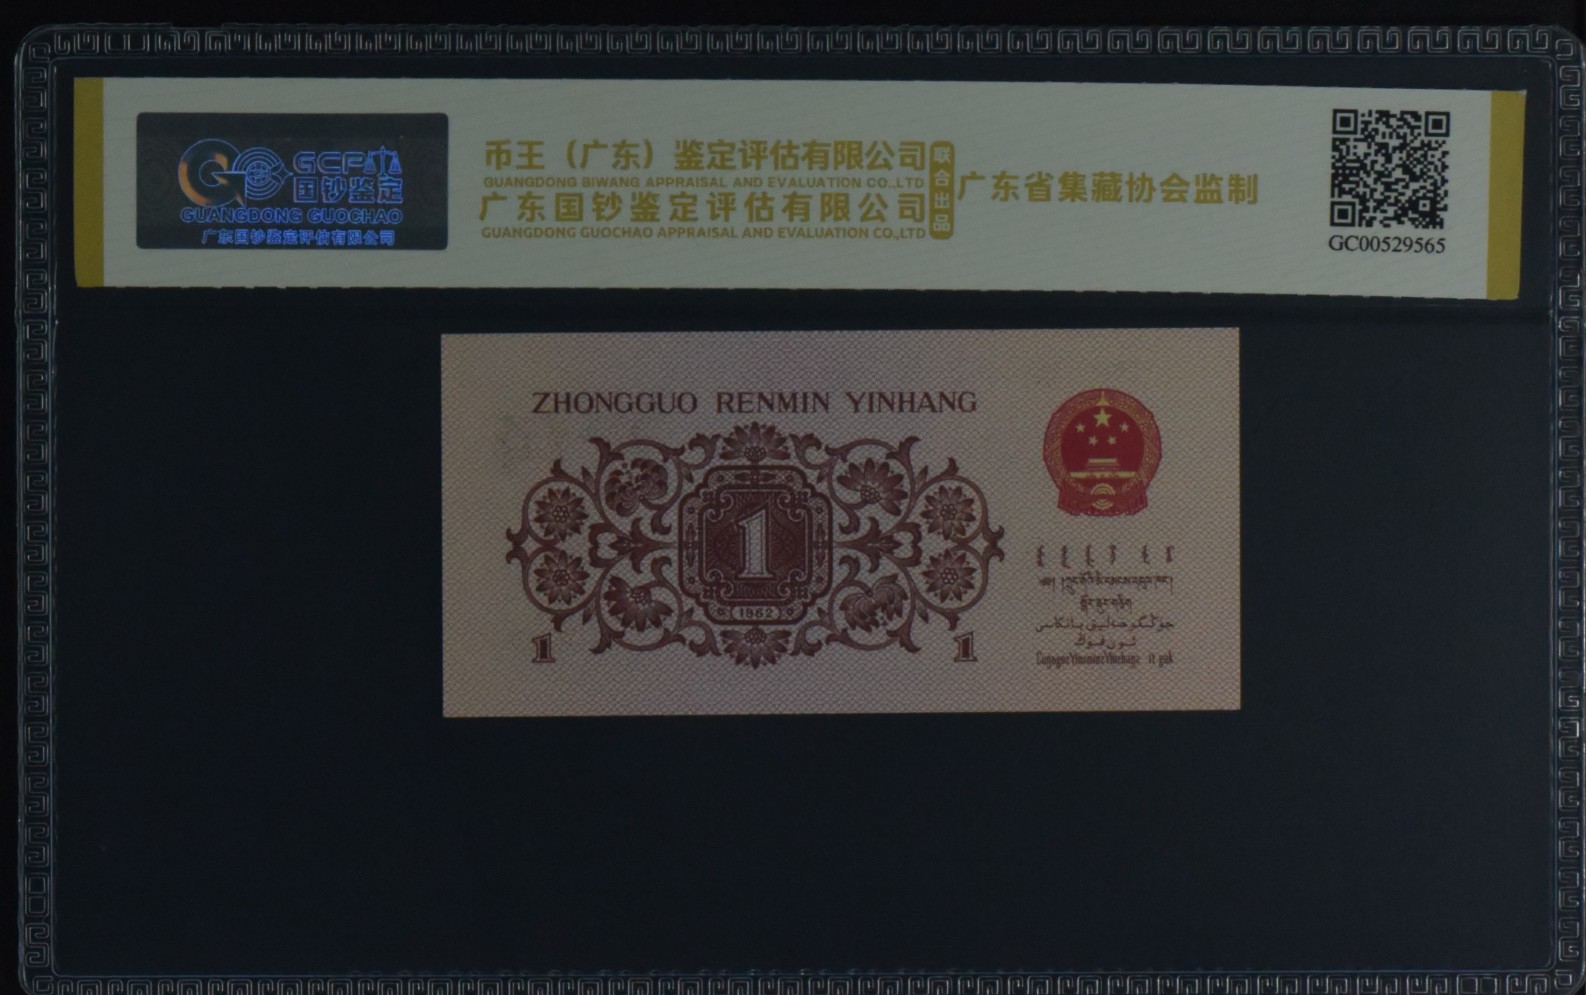 GCP
国钞鉴定
GUANGDONG GUOCHAO
广东国钞鉴定评估有限公司
币王（广东）鉴定评估有限公司
GUANGDONG BIWANG APPRAISAL AND EVALUATION CO.,LTD
广东国钞鉴定评估有限公司
GUANGDONG GUOCHAO APPRAISAL AND EVALUATION CO.,LTD
联合出品
广东省集藏协会监制
GC00529565
ZHONGGUO RENMIN YINHANG
1
(1962)
1
1